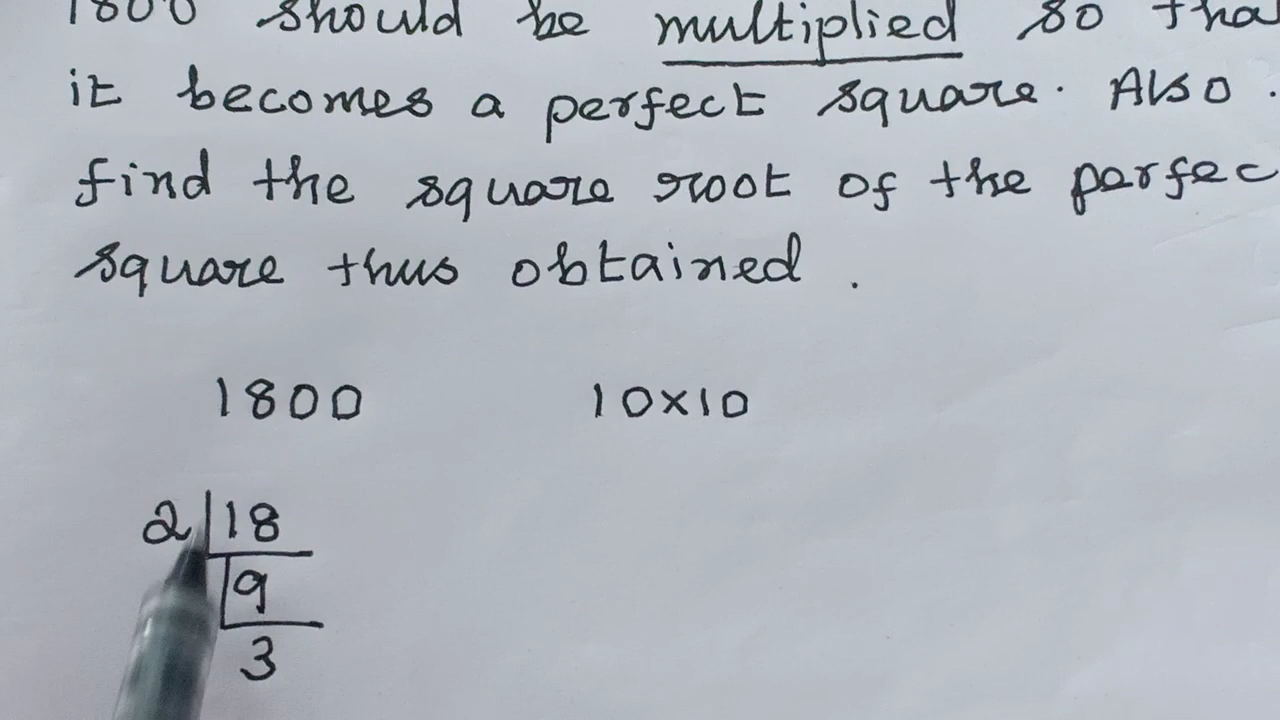 1800 should be multiplied so tha
it becomes a perfect square. Also.
find the square root of the perfec
square thus obtained.
1800 10×10
2 18
9
3